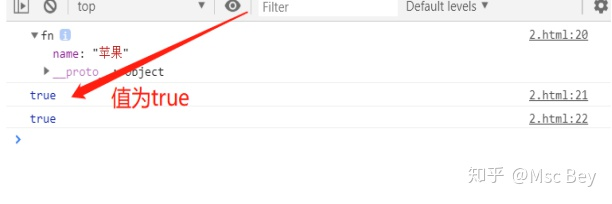 top Filter Default levels
fn 2.html:20
name: "苹果"
__proto : Object
true 2.html:21
值为true
true 2.html:22
知乎 @Msc Bey